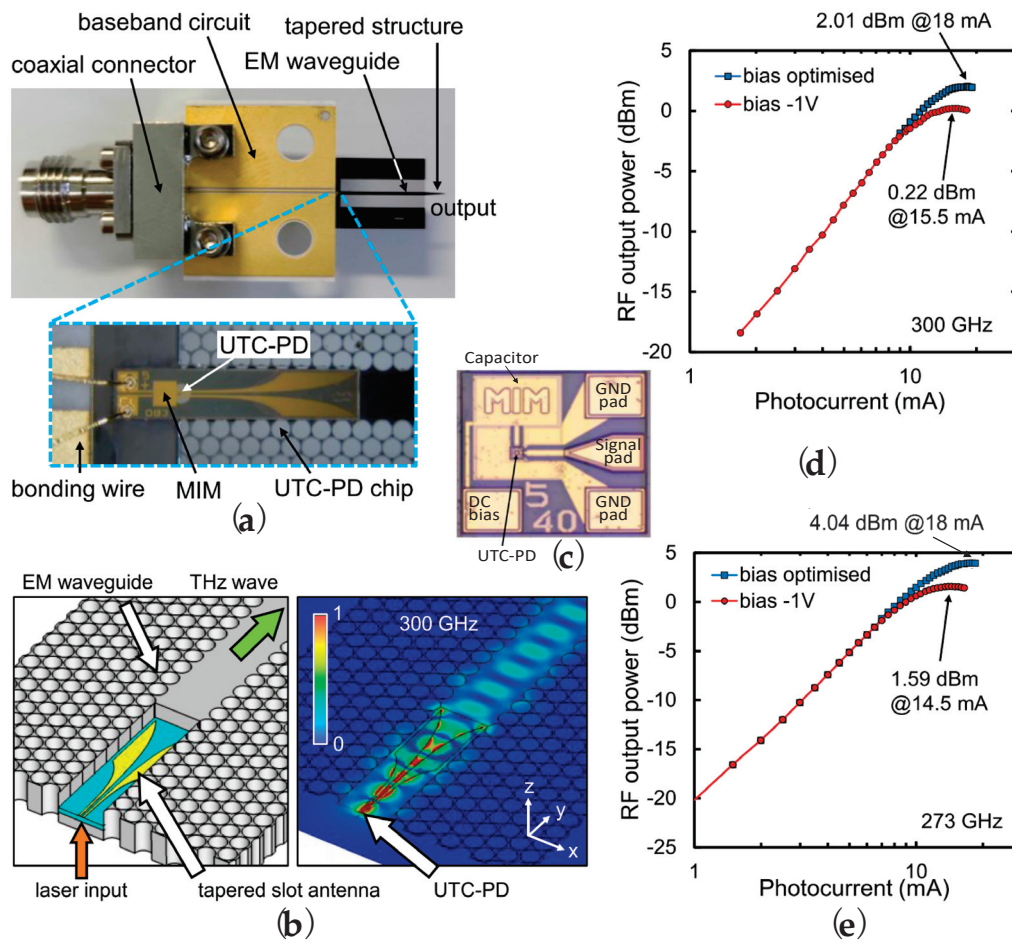 baseband circuit
tapered structure
coaxial connector
EM waveguide
output
UTC-PD
bonding wire
MIM
UTC-PD chip
(a)
EM waveguide
THz wave
laser input
tapered slot antenna
1
0
300 GHz
z
y
x
UTC-PD
(b)
Capacitor
MIM
GND
pad
Signal
pad
DC
bias
5
40
GND
pad
UTC-PD
(c)
2.01 dBm @18 mA
5
0
-5
-10
-15
-20
RF output power (dBm)
bias optimised
bias -1V
0.22 dBm
@15.5 mA
300 GHz
1
10
Photocurrent (mA)
(d)
4.04 dBm @18 mA
5
0
-5
-10
-15
-20
-25
RF output power (dBm)
bias optimised
bias -1V
1.59 dBm
@14.5 mA
273 GHz
1
10
Photocurrent (mA)
(e)